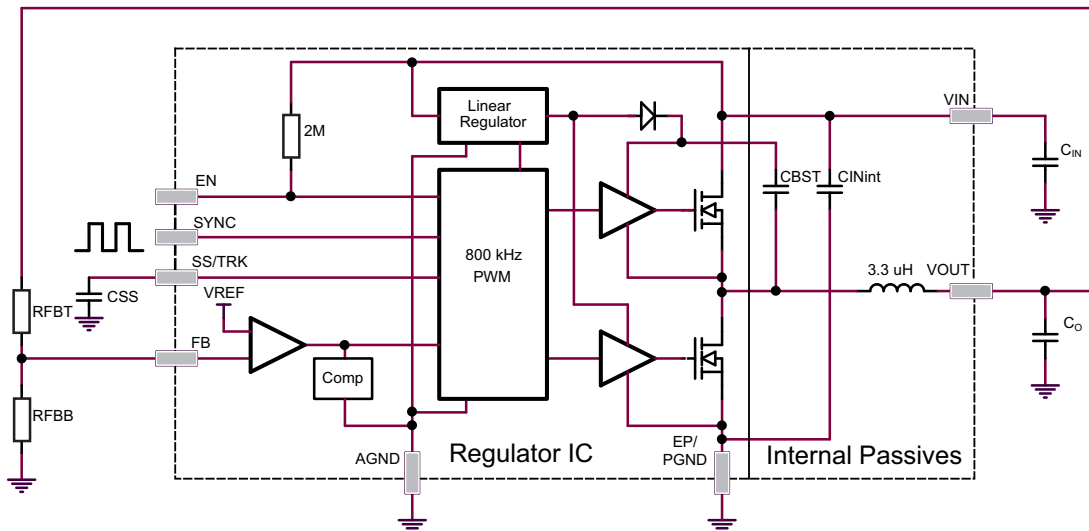 Linear
Regulator
VIN
2M
CIN
CBST
CINint
EN
SYNC
800 kHz
PWM
SS/TRK
3.3 uH
VOUT
CSS
VREF
RFBT
CO
FB
Comp
RFBB
AGND
Regulator IC
EP/
PGND
Internal Passives